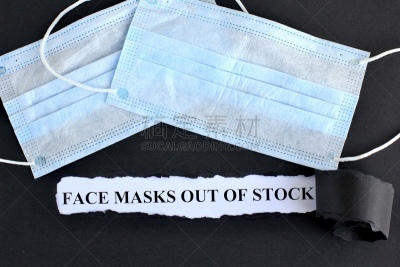 FACE MASKS OUT OF STOCK